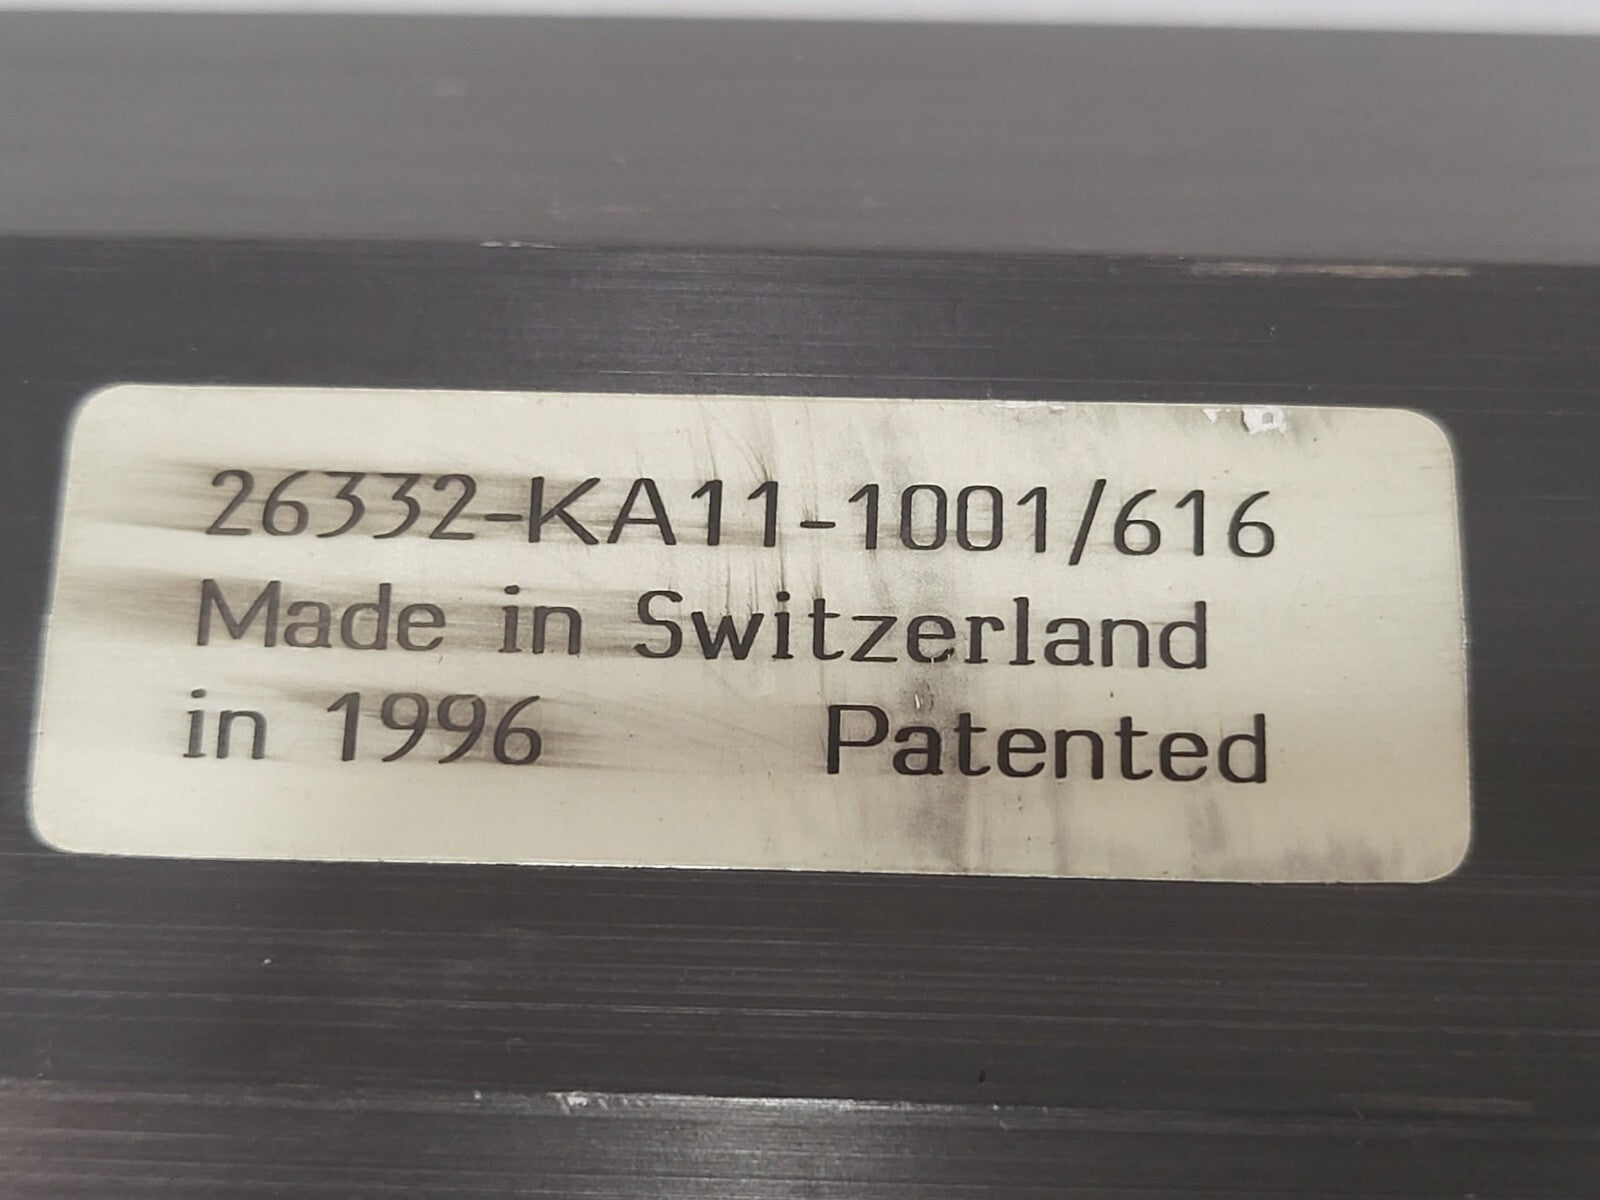 26332-KA11-1001/616
Made in Switzerland
in 1996 Patented